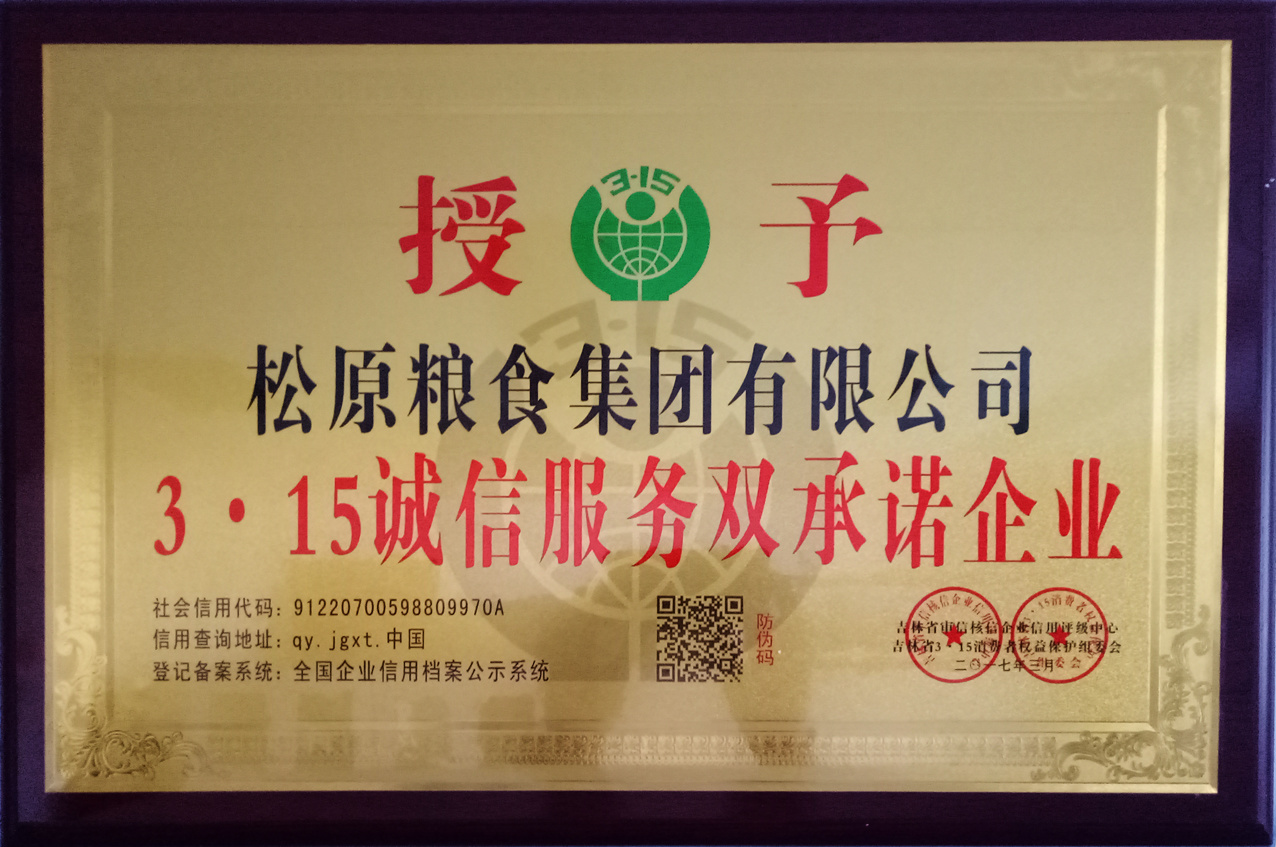 授 3·15 予
松原粮食集团有限公司
3·15诚信服务双承诺企业
社会信用代码：91220700598809970A
信用查询地址：qy.jgxt.中国
登记备案系统：全国企业信用档案公示系统
防伪码
吉林省审信核信企业信用评级中心
吉林省3·15消费者权益保护组委会
二〇一七年三月